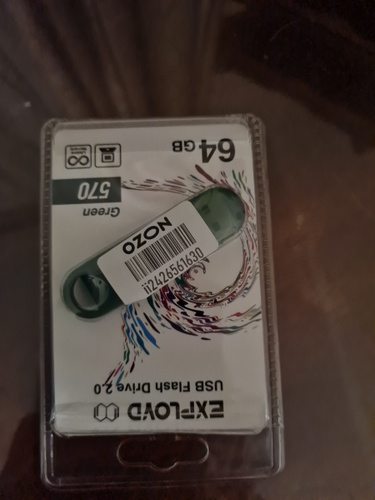 EXPLOYD
USB Flash Drive 2.0
ii2426561630
OZON
Green
570
64 GB